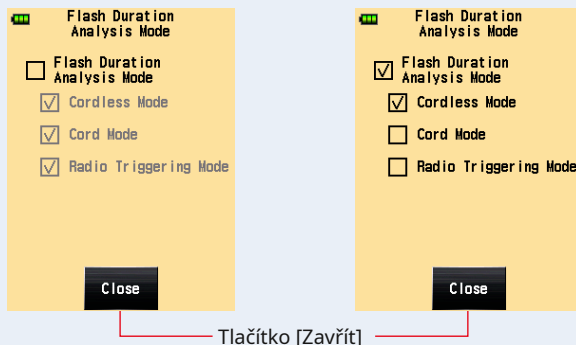 Flash Duration
Analysis Mode
Flash Duration
Analysis Mode
Cordless Mode
Cord Mode
Radio Triggering Mode
Close
Flash Duration
Analysis Mode
Flash Duration
Analysis Mode
Cordless Mode
Cord Mode
Radio Triggering Mode
Close
Tlačítko [Zavřít]